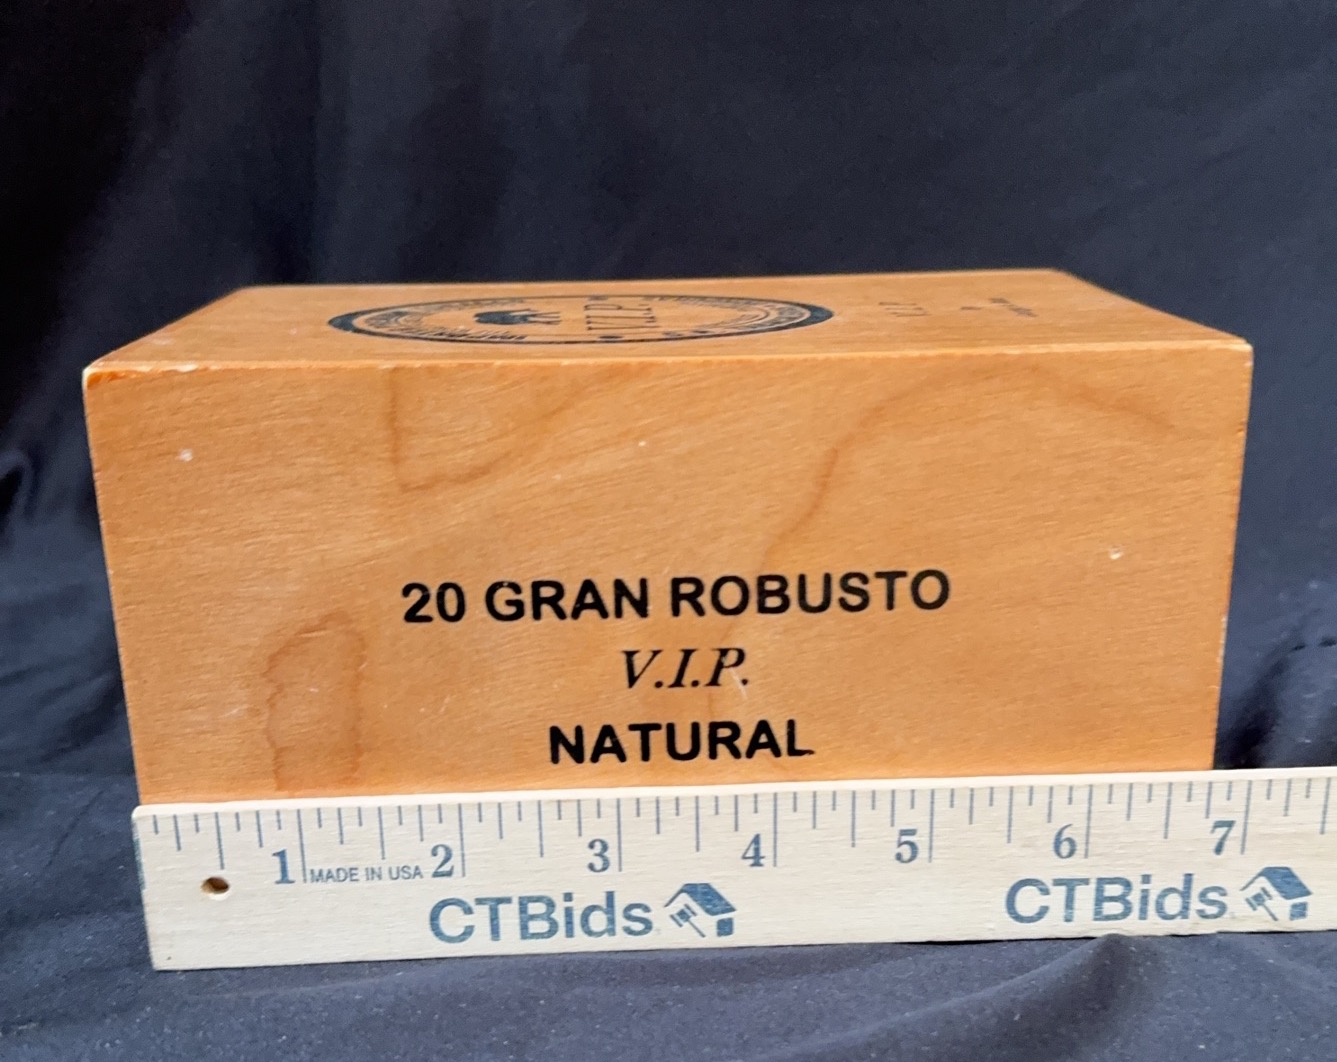 V.I.P.
20 GRAN ROBUSTO
V.I.P.
NATURAL
1 MADE IN USA 2 3 4 5 6 7
CTBids CTBids